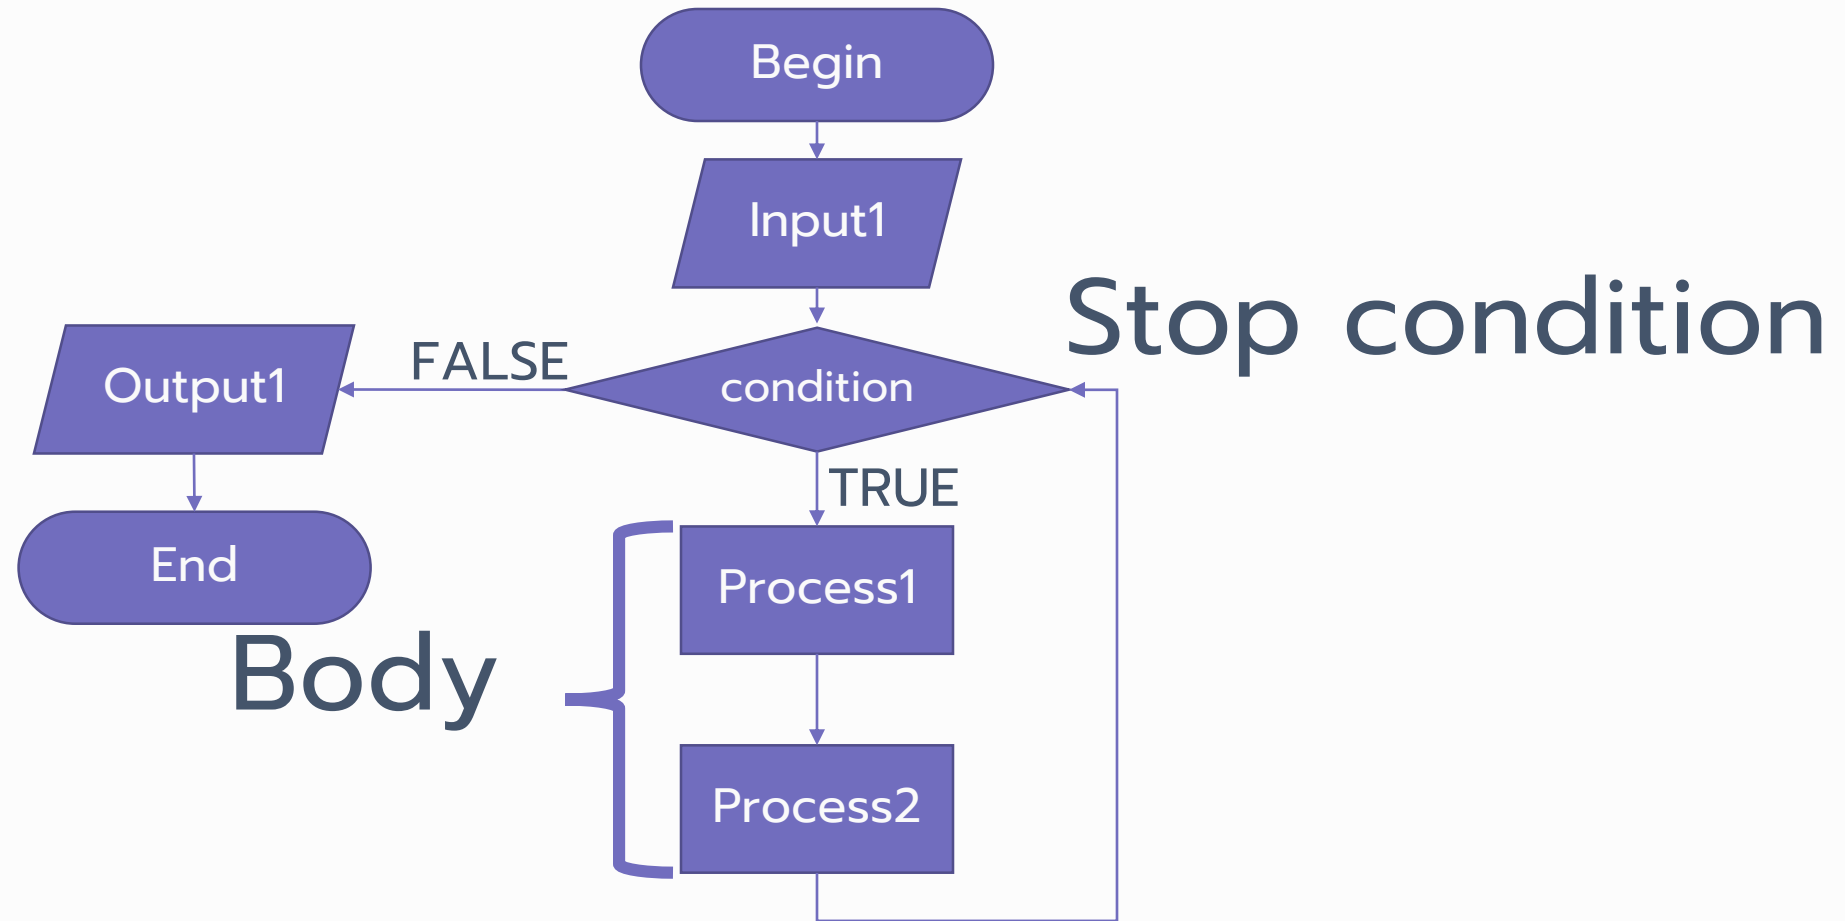 Begin
Input1
Stop condition
FALSE
Output1
condition
TRUE
End
Process1
Body
Process2